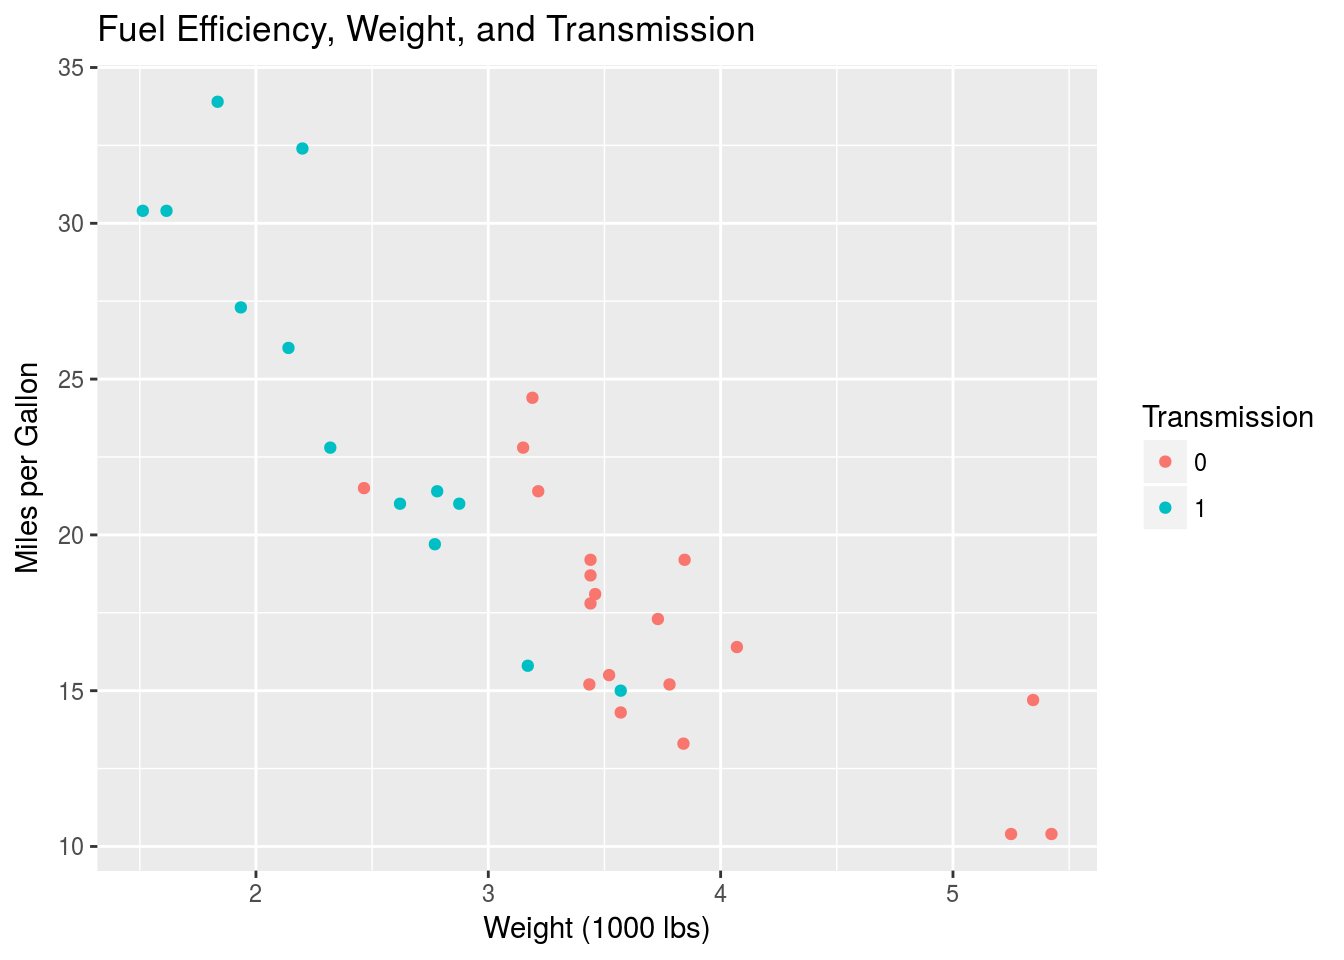 Fuel Efficiency, Weight, and Transmission
35
30
25
20
15
10
Miles per Gallon
2 3 4 5
Weight (1000 lbs)
Transmission
0
1